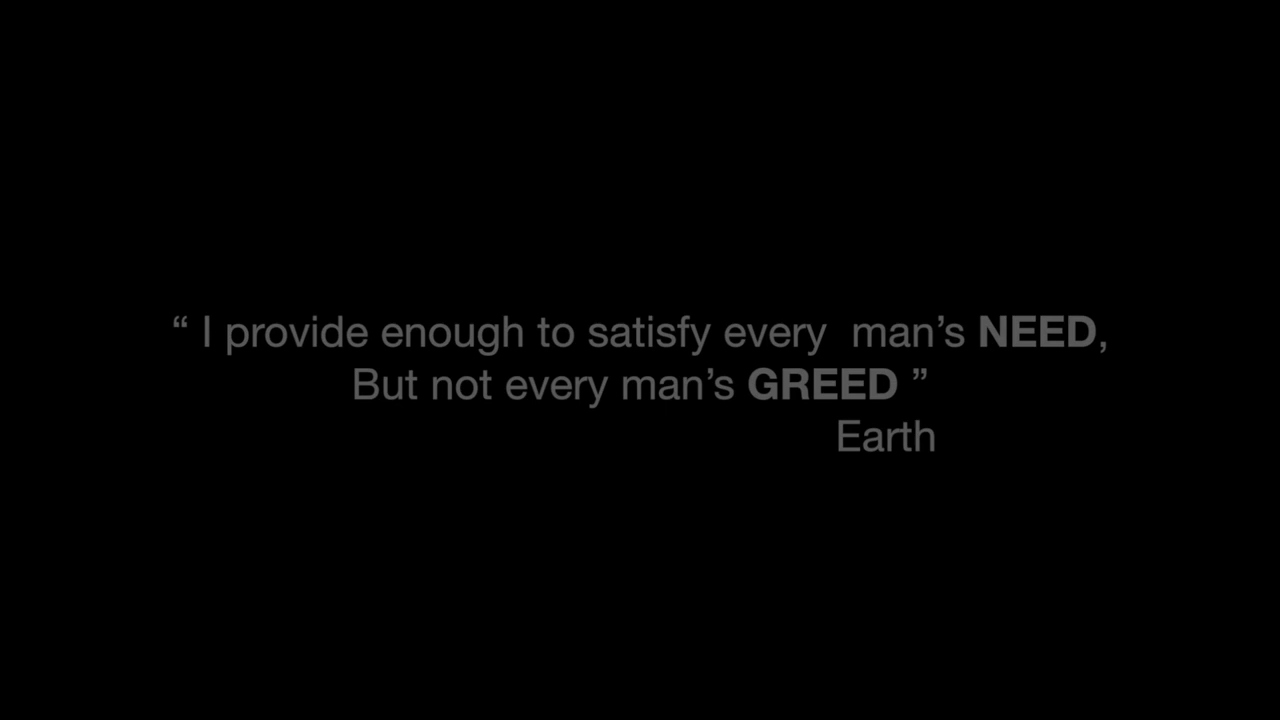 “ I provide enough to satisfy every  man’s NEED,
But not every man’s GREED ”
Earth